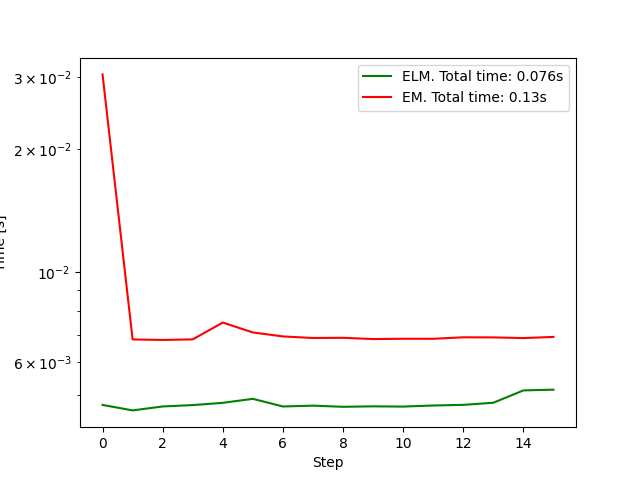 3 × 10⁻²
2 × 10⁻²
10⁻²
6 × 10⁻³
[s]
ELM. Total time: 0.076s
EM. Total time: 0.13s
0 2 4 6 8 10 12 14
Step